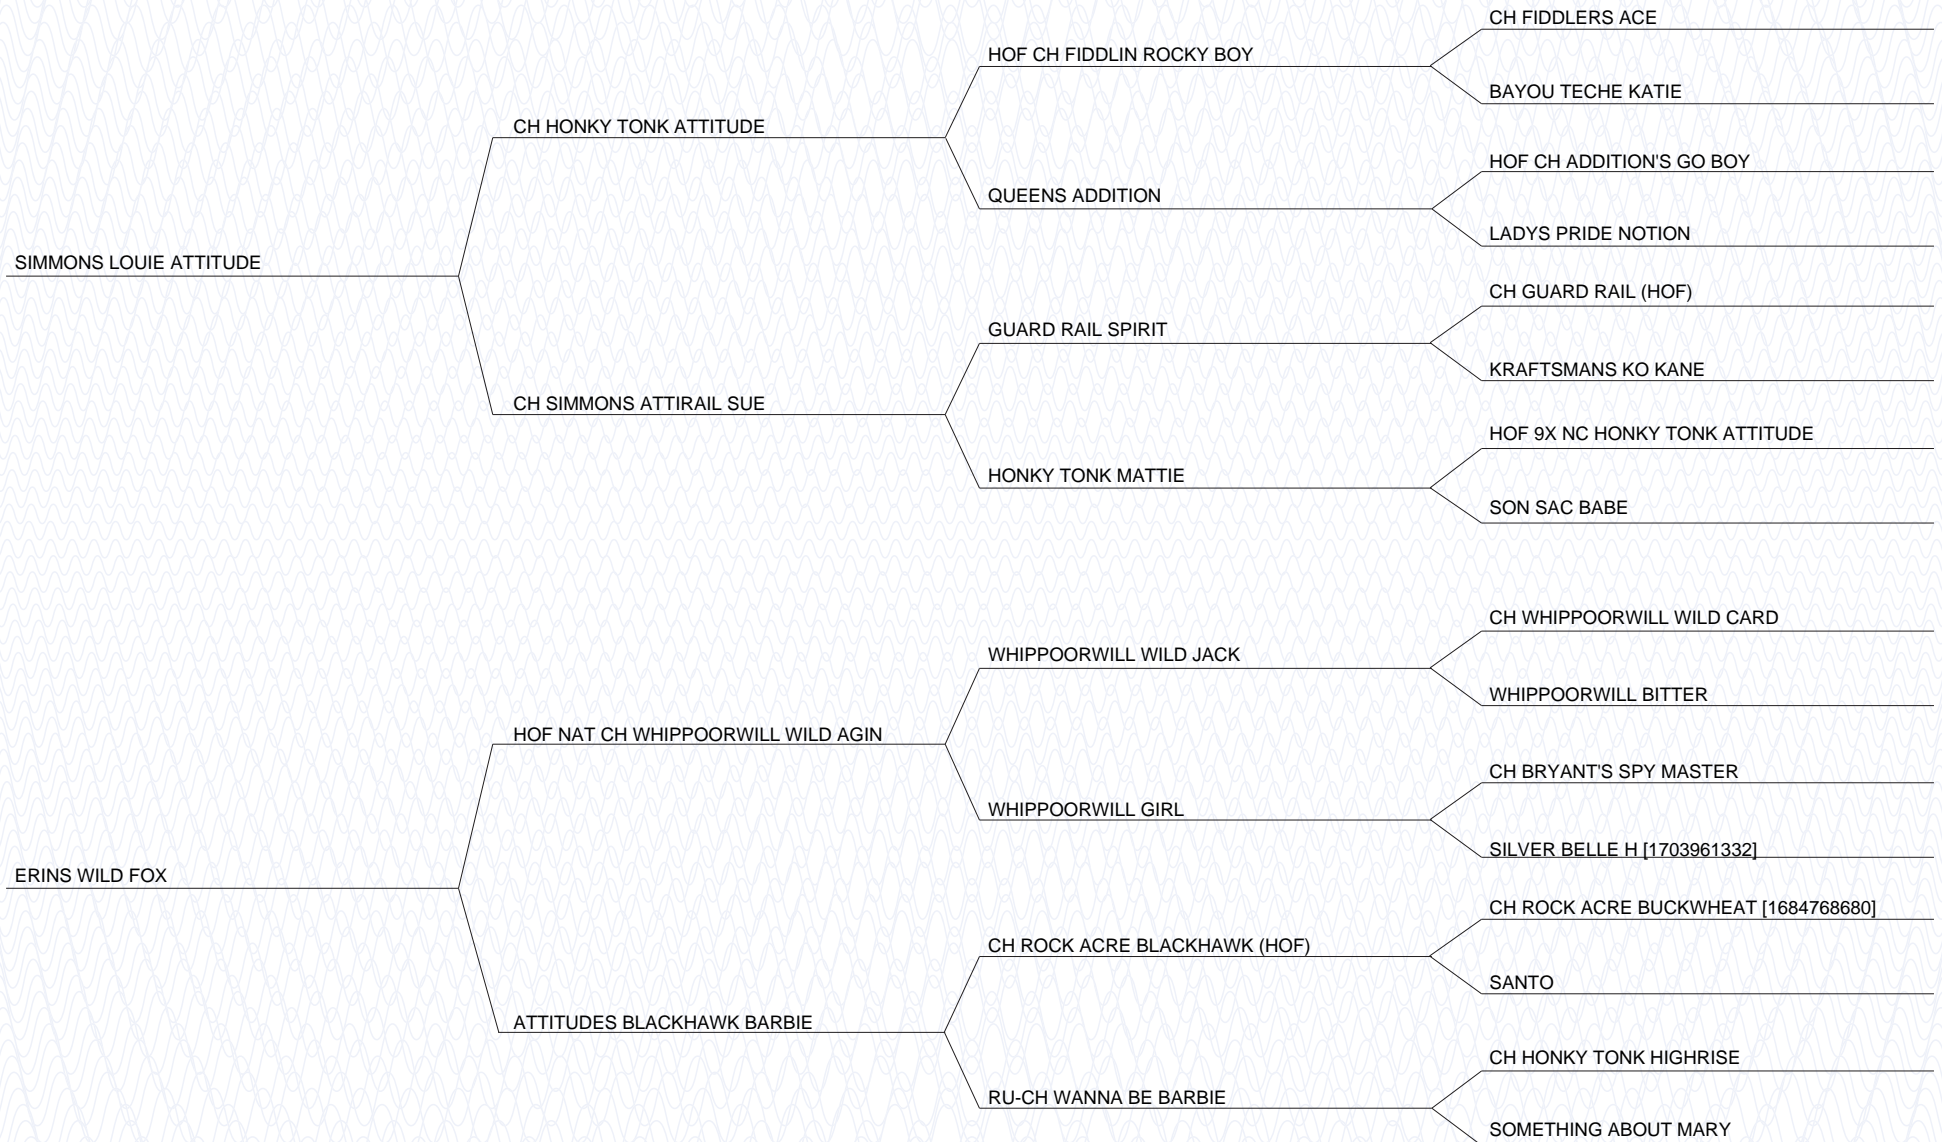 CH FIDDLERS ACE
HOF CH FIDDLIN ROCKY BOY
BAYOU TECHE KATIE
CH HONKY TONK ATTITUDE
HOF CH ADDITION'S GO BOY
QUEENS ADDITION
LADYS PRIDE NOTION
SIMMONS LOUIE ATTITUDE
CH GUARD RAIL (HOF)
GUARD RAIL SPIRIT
KRAFTSMANS KO KANE
CH SIMMONS ATTIRAIL SUE
HOF 9X NC HONKY TONK ATTITUDE
HONKY TONK MATTIE
SON SAC BABE
CH WHIPPOORWILL WILD CARD
WHIPPOORWILL WILD JACK
WHIPPOORWILL BITTER
HOF NAT CH WHIPPOORWILL WILD AGIN
CH BRYANT'S SPY MASTER
WHIPPOORWILL GIRL
SILVER BELLE H [1703961332]
ERINS WILD FOX
CH ROCK ACRE BUCKWHEAT [1684768680]
CH ROCK ACRE BLACKHAWK (HOF)
SANTO
ATTITUDES BLACKHAWK BARBIE
CH HONKY TONK HIGHRISE
RU-CH WANNA BE BARBIE
SOMETHING ABOUT MARY